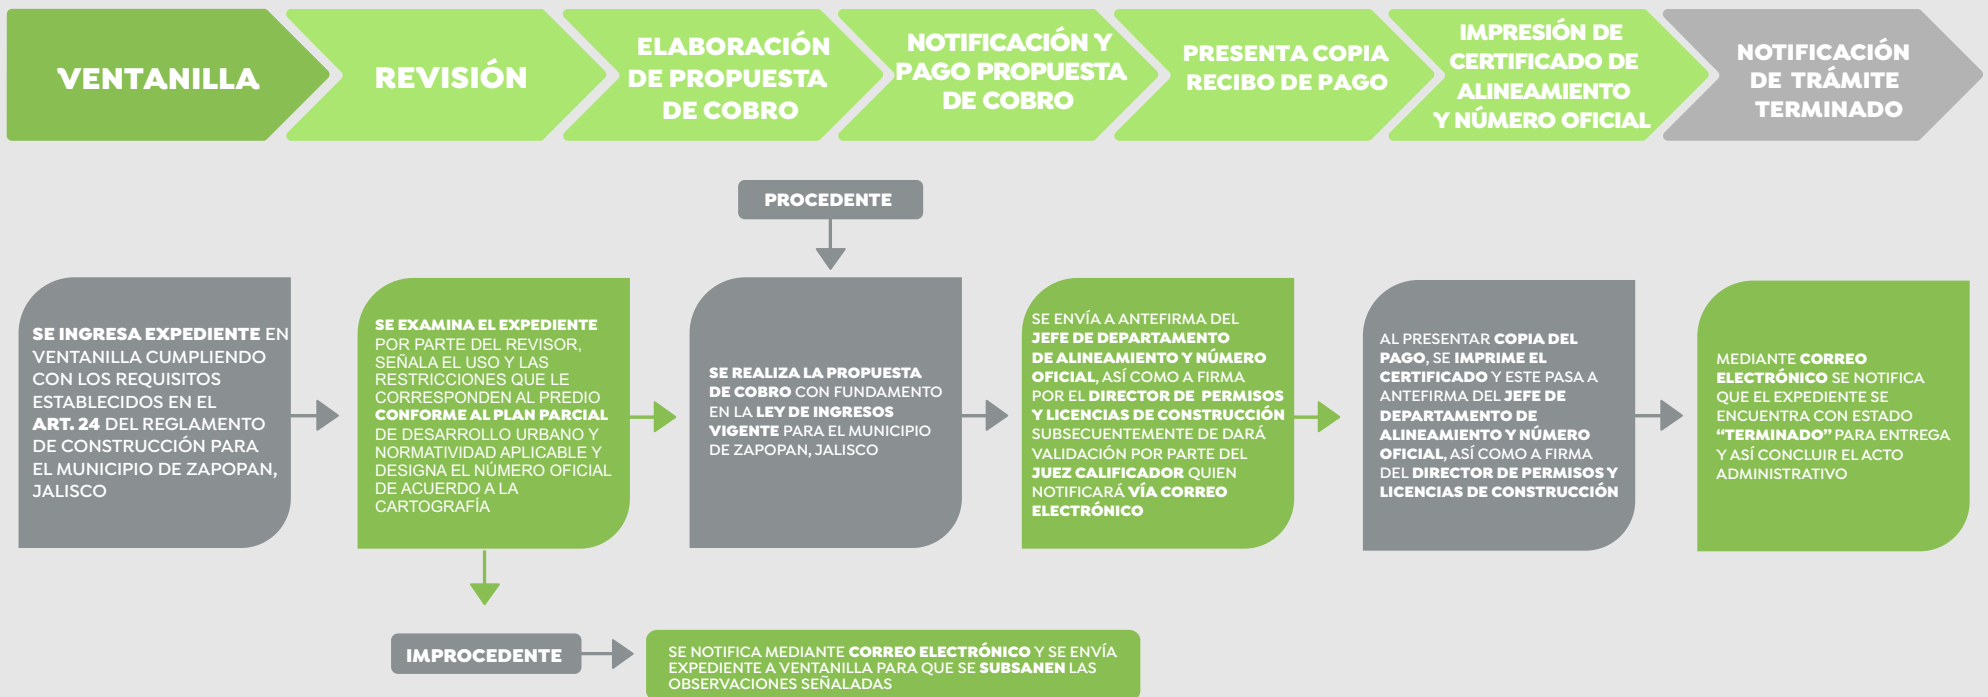 VENTANILLA
REVISIÓN
ELABORACIÓN
DE PROPUESTA
DE COBRO
NOTIFICACIÓN Y
PAGO PROPUESTA
DE COBRO
PRESENTA COPIA
RECIBO DE PAGO
IMPRESIÓN DE
CERTIFICADO DE
ALINEAMIENTO
Y NÚMERO OFICIAL
NOTIFICACIÓN
DE TRÁMITE
TERMINADO
PROCEDENTE
SE INGRESA EXPEDIENTE EN
VENTANILLA CUMPLIENDO
CON LOS REQUISITOS
ESTABLECIDOS EN EL
ART. 24 DEL REGLAMENTO
DE CONSTRUCCIÓN PARA
EL MUNICIPIO DE ZAPOPAN,
JALISCO
SE EXAMINA EL EXPEDIENTE
POR PARTE DEL REVISOR,
SEÑALA EL USO Y LAS
RESTRICCIONES QUE LE
CORRESPONDEN AL PREDIO
CONFORME AL PLAN PARCIAL
DE DESARROLLO URBANO Y
NORMATIVIDAD APLICABLE Y
DESIGNA EL NÚMERO OFICIAL
DE ACUERDO A LA
CARTOGRAFÍA
SE REALIZA LA PROPUESTA
DE COBRO CON FUNDAMENTO
EN LA LEY DE INGRESOS
VIGENTE PARA EL MUNICIPIO
DE ZAPOPAN, JALISCO
SE ENVÍA A ANTEFIRMA DEL
JEFE DE DEPARTAMENTO
DE ALINEAMIENTO Y NÚMERO
OFICIAL, ASÍ COMO A FIRMA
POR EL DIRECTOR DE PERMISOS
Y LICENCIAS DE CONSTRUCCIÓN
SUBSECUENTEMENTE DE DARÁ
VALIDACIÓN POR PARTE DEL
JUEZ CALIFICADOR QUIEN
NOTIFICARÁ VÍA CORREO
ELECTRÓNICO
AL PRESENTAR COPIA DEL
PAGO, SE IMPRIME EL
CERTIFICADO Y ESTE PASA A
ANTEFIRMA DEL JEFE DE
DEPARTAMENTO DE
ALINEAMIENTO Y NÚMERO
OFICIAL, ASÍ COMO A FIRMA
DEL DIRECTOR DE PERMISOS Y
LICENCIAS DE CONSTRUCCIÓN
MEDIANTE CORREO
ELECTRÓNICO SE NOTIFICA
QUE EL EXPEDIENTE SE
ENCUENTRA CON ESTADO
“TERMINADO” PARA ENTREGA
Y ASÍ CONCLUIR EL ACTO
ADMINISTRATIVO
IMPROCEDENTE
SE NOTIFICA MEDIANTE CORREO ELECTRÓNICO Y SE ENVÍA
EXPEDIENTE A VENTANILLA PARA QUE SE SUBSANEN LAS
OBSERVACIONES SEÑALADAS